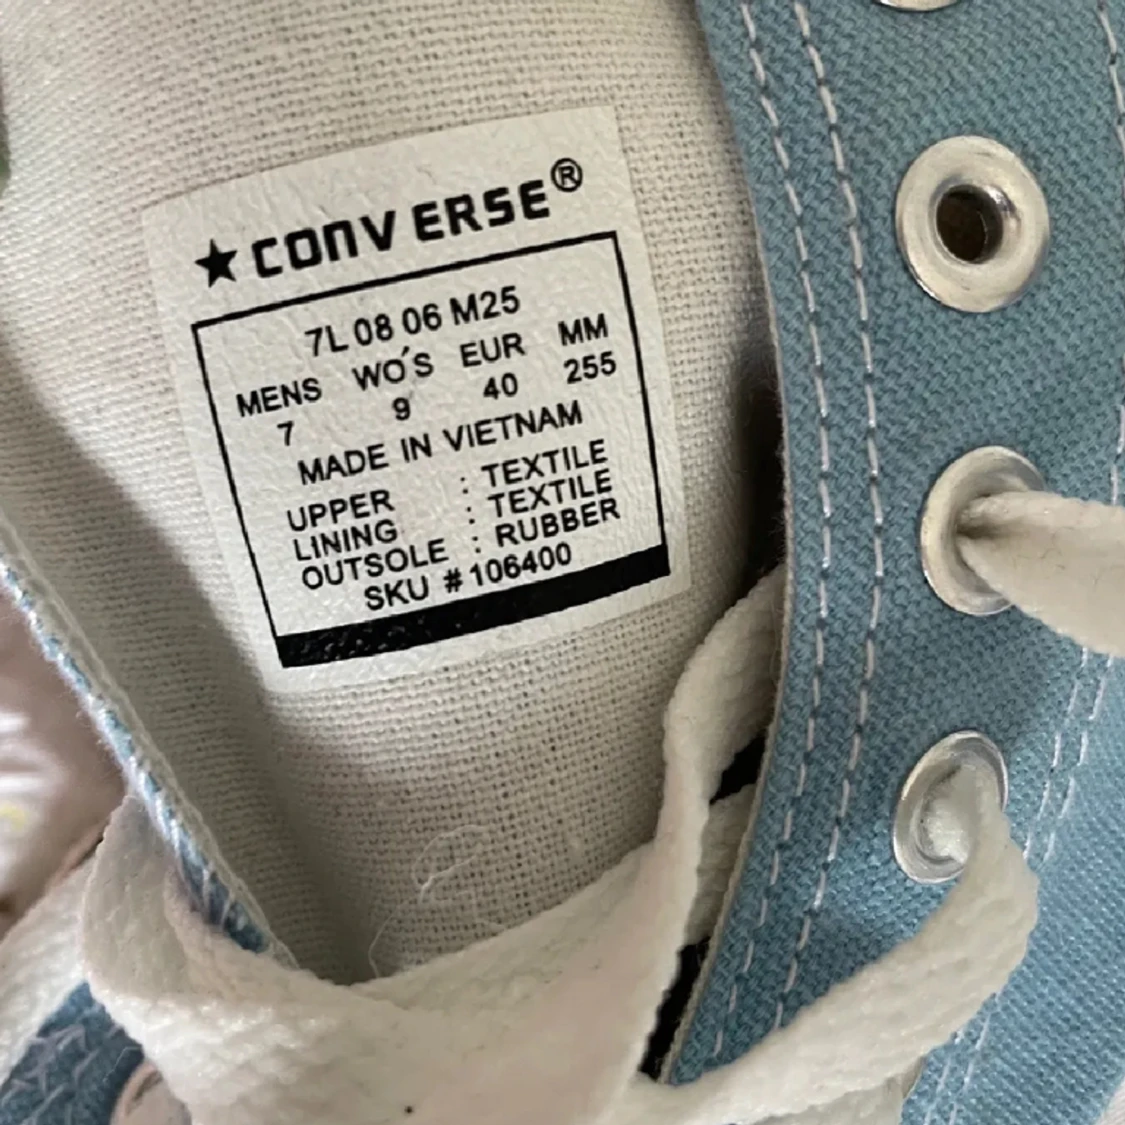 ★CONVERSE®
7L 08 06 M25
MENS WO'S EUR MM
7 9 40 255
MADE IN VIETNAM
UPPER : TEXTILE
LINING : TEXTILE
OUTSOLE : RUBBER
SKU # 106400